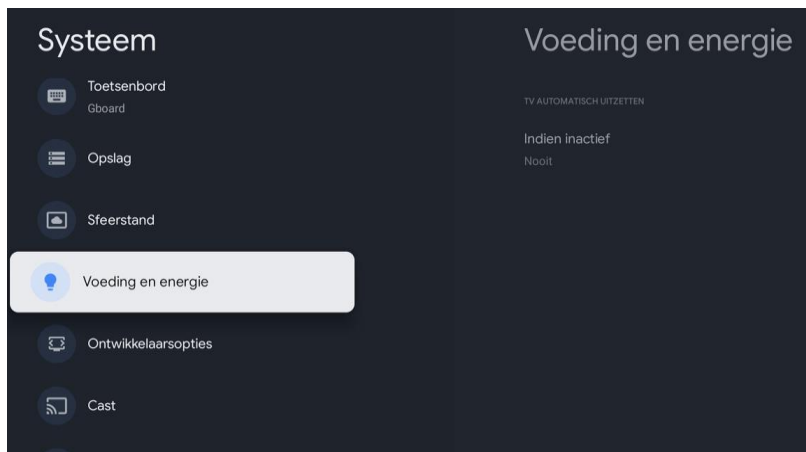 Systeem
Toetsenbord
Gboard
Opslag
Sfeerstand
Voeding en energie
Ontwikkelaarsopties
Cast
Voeding en energie
TV AUTOMATISCH UITZETTEN
Indien inactief
Nooit